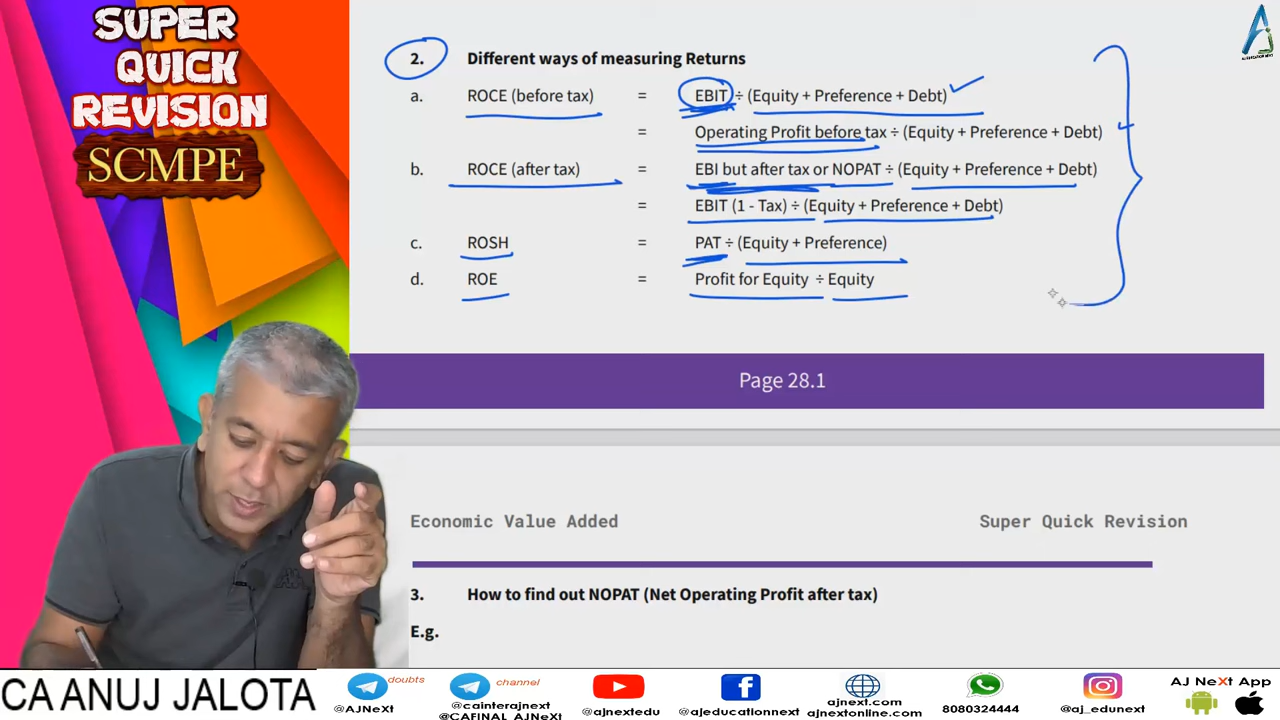 SUPER
QUICK
REVISION
SCMPE
2. Different ways of measuring Returns
a. ROCE (before tax) = EBIT ÷ (Equity + Preference + Debt)
= Operating Profit before tax ÷ (Equity + Preference + Debt)
b. ROCE (after tax) = EBI but after tax or NOPAT ÷ (Equity + Preference + Debt)
= EBIT (1 - Tax) ÷ (Equity + Preference + Debt)
c. ROSH = PAT ÷ (Equity + Preference)
d. ROE = Profit for Equity ÷ Equity
Page 28.1
Economic Value Added Super Quick Revision
3. How to find out NOPAT (Net Operating Profit after tax)
E.g.
CA ANUJ JALOTA
doubts
@AJNeXt
channel
@cainterajnext
@CAFINAL_AJNeXt
@ajnextedu
@ajeducationnext
ajnext.com
ajnextonline.com
8080324444
@aj_edunext
AJ NeXt App